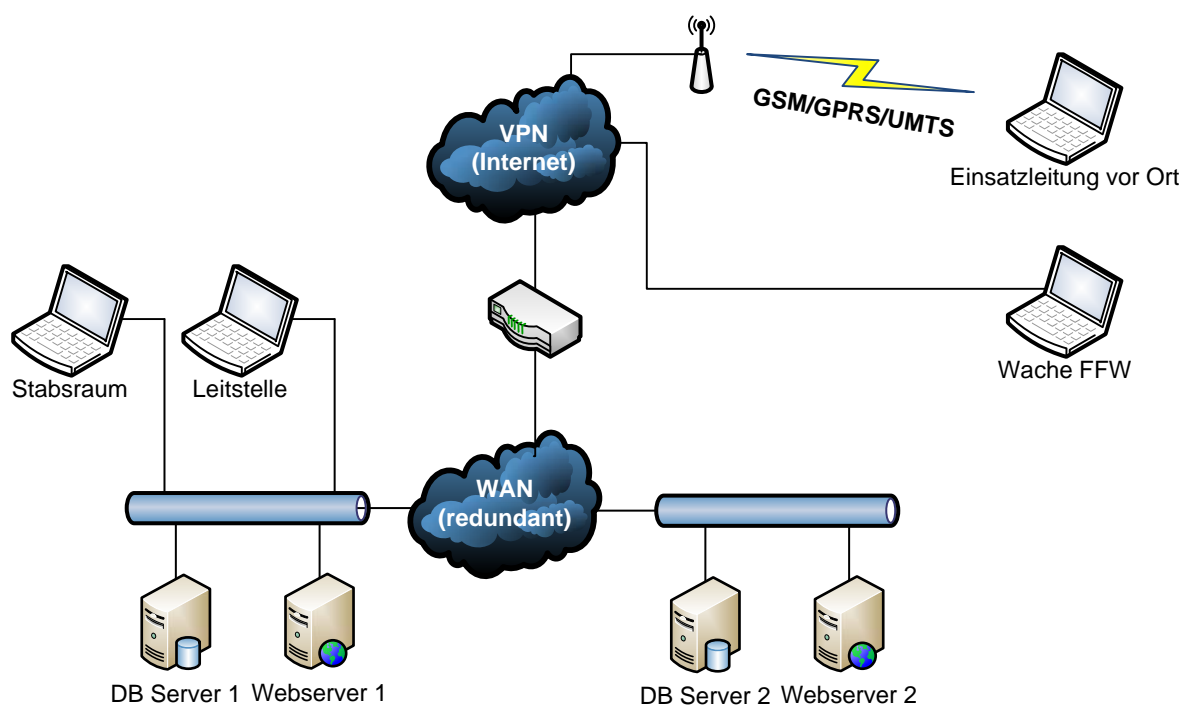 GSM/GPRS/UMTS
VPN
(Internet)
Einsatzleitung vor Ort
Stabsraum
Leitstelle
Wache FFW
WAN
(redundant)
DB Server 1
Webserver 1
DB Server 2
Webserver 2